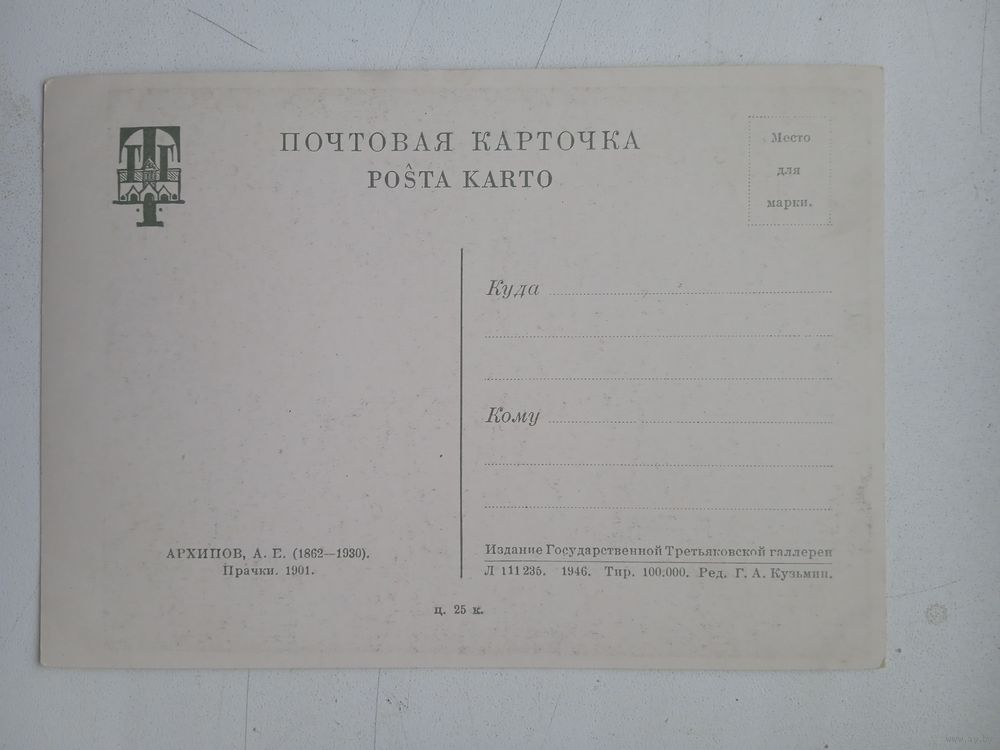 ПОЧТОВАЯ КАРТОЧКА
POŜTA KARTO
Место
для
марки.
Куда
Кому
АРХИПОВ, А. Е. (1862—1930).
Прачки. 1901.
Издание Государственной Третьяковской галлереи
Л 111235. 1946. Тир. 100.000. Ред. Г. А. Кузьмин.
ц. 25 к.